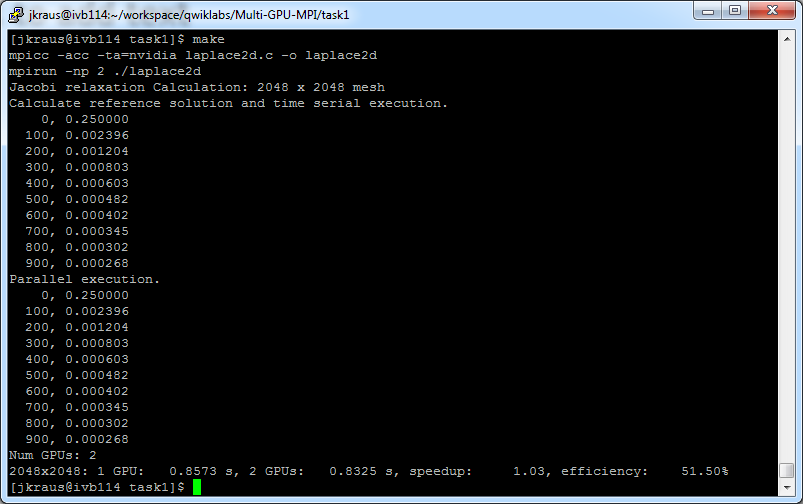 jkraus@ivb114:~/workspace/qwiklabs/Multi-GPU-MPI/task1
[jkraus@ivb114 task1]$ make
mpicc -acc -ta=nvidia laplace2d.c -o laplace2d
mpirun -np 2 ./laplace2d
Jacobi relaxation Calculation: 2048 x 2048 mesh
Calculate reference solution and time serial execution.
    0, 0.250000
  100, 0.002396
  200, 0.001204
  300, 0.000803
  400, 0.000603
  500, 0.000482
  600, 0.000402
  700, 0.000345
  800, 0.000302
  900, 0.000268
Parallel execution.
    0, 0.250000
  100, 0.002396
  200, 0.001204
  300, 0.000803
  400, 0.000603
  500, 0.000482
  600, 0.000402
  700, 0.000345
  800, 0.000302
  900, 0.000268
Num GPUs: 2
2048x2048: 1 GPU:   0.8573 s, 2 GPUs:   0.8325 s, speedup:     1.03, efficiency:    51.50%
[jkraus@ivb114 task1]$